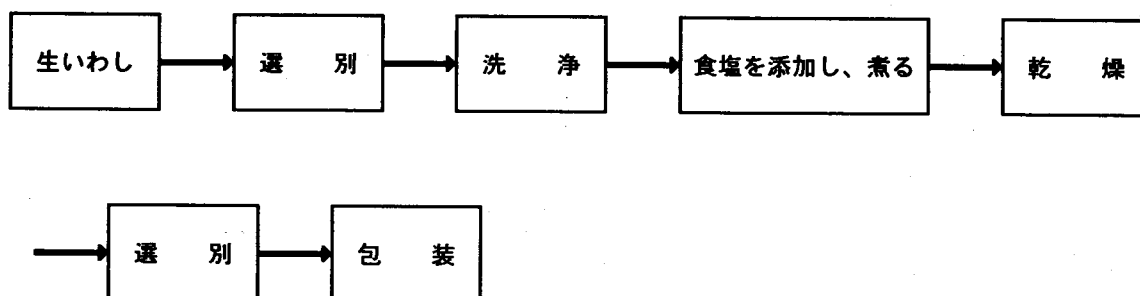 生いわし
選別
洗浄
食塩を添加し、煮る
乾燥
選別
包装